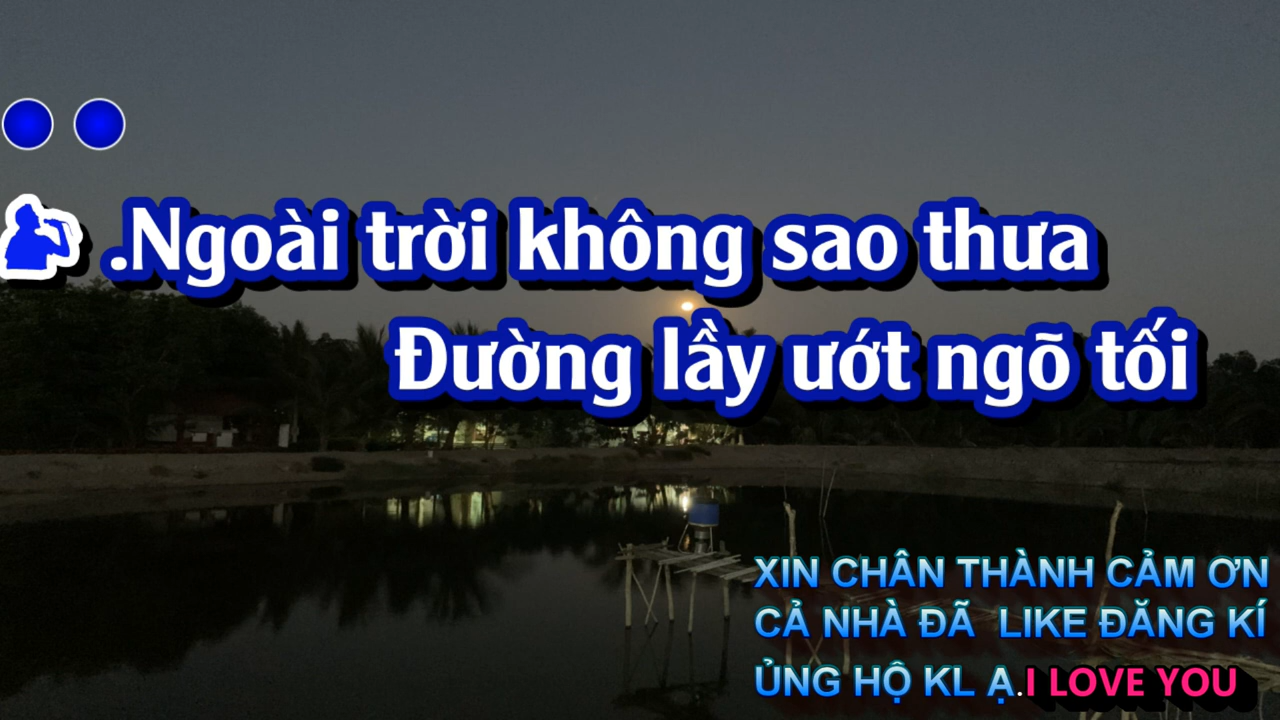 .Ngoài trời không sao thưa
Đường lầy ướt ngõ tối
XIN CHÂN THÀNH CẢM ƠN
CẢ NHÀ ĐÃ LIKE ĐĂNG KÍ
ỦNG HỘ KL Ạ.I LOVE YOU